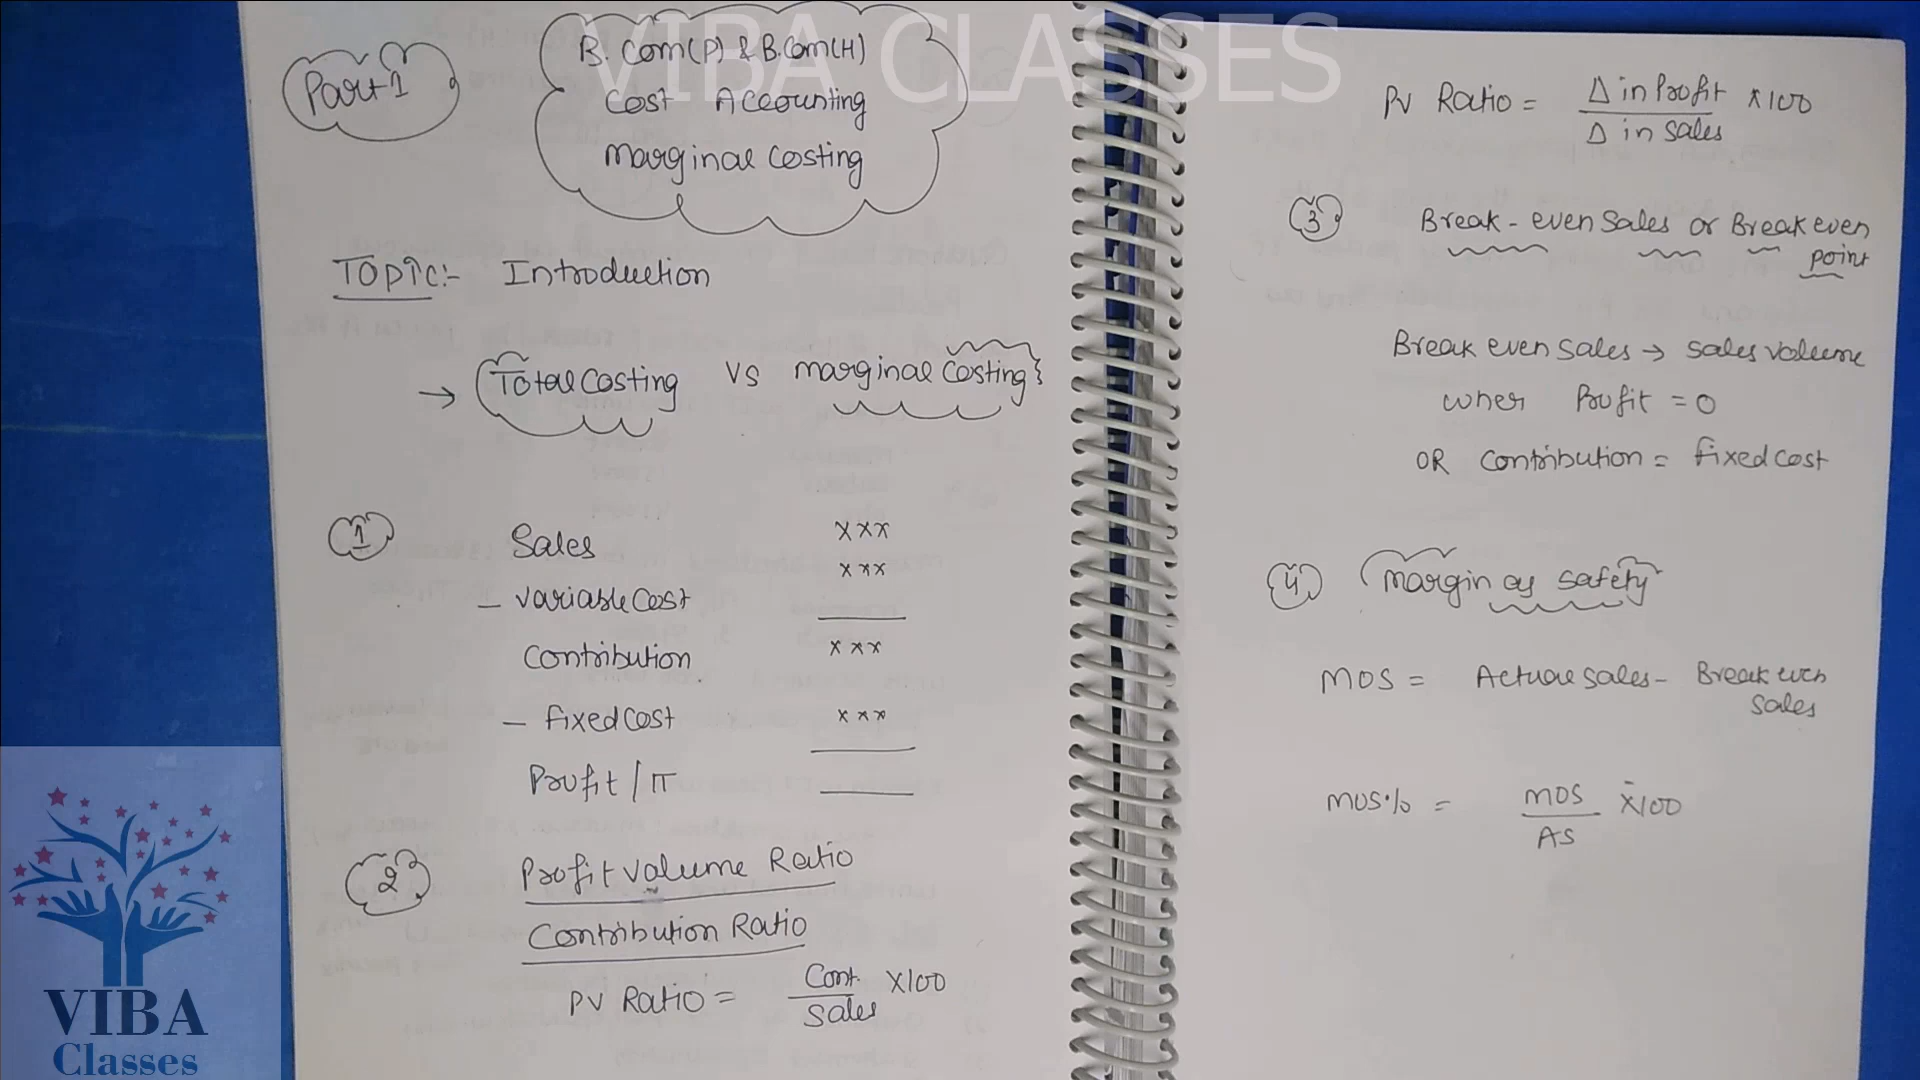 VIBA CLASSES
Part 1
B. Com(P) & B.Com(H)
Cost Accounting
Marginal Costing
TOPIC:- Introduction
→ Total Costing VS Marginal Costing
1
Sales xxx
- Variable Cost xxx
Contribution xxx
- Fixed Cost xxx
Profit / π
2
Profit Volume Ratio
Contribution Ratio
PV Ratio = Cont. / Sales x100
PV Ratio = Δ in Profit / Δ in Sales x100
3 Break-even Sales or Break even
point
Break even Sales → Sales volume
when Profit = 0
OR Contribution = Fixed Cost
4 Margin of Safety
MOS = Actual Sales - Break even
Sales
MOS% = MOS / AS x100
VIBA
Classes